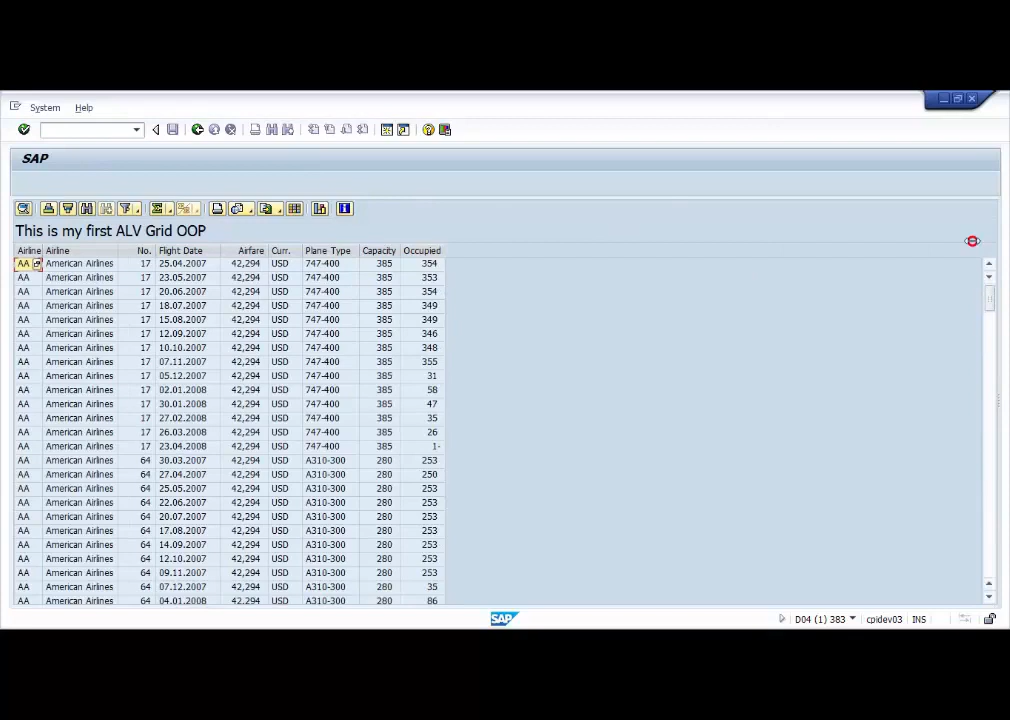 System Help
SAP
This is my first ALV Grid OOP
Airline Airline No. Flight Date Airfare Curr. Plane Type Capacity Occupied
AA American Airlines 17 25.04.2007 42,294 USD 747-400 385 354
AA American Airlines 17 23.05.2007 42,294 USD 747-400 385 353
AA American Airlines 17 20.06.2007 42,294 USD 747-400 385 354
AA American Airlines 17 18.07.2007 42,294 USD 747-400 385 349
AA American Airlines 17 15.08.2007 42,294 USD 747-400 385 349
AA American Airlines 17 12.09.2007 42,294 USD 747-400 385 346
AA American Airlines 17 10.10.2007 42,294 USD 747-400 385 348
AA American Airlines 17 07.11.2007 42,294 USD 747-400 385 355
AA American Airlines 17 05.12.2007 42,294 USD 747-400 385 31
AA American Airlines 17 02.01.2008 42,294 USD 747-400 385 58
AA American Airlines 17 30.01.2008 42,294 USD 747-400 385 47
AA American Airlines 17 27.02.2008 42,294 USD 747-400 385 35
AA American Airlines 17 26.03.2008 42,294 USD 747-400 385 26
AA American Airlines 17 23.04.2008 42,294 USD 747-400 385 1-
AA American Airlines 64 30.03.2007 42,294 USD A310-300 280 253
AA American Airlines 64 27.04.2007 42,294 USD A310-300 280 250
AA American Airlines 64 25.05.2007 42,294 USD A310-300 280 253
AA American Airlines 64 22.06.2007 42,294 USD A310-300 280 253
AA American Airlines 64 20.07.2007 42,294 USD A310-300 280 253
AA American Airlines 64 17.08.2007 42,294 USD A310-300 280 253
AA American Airlines 64 14.09.2007 42,294 USD A310-300 280 253
AA American Airlines 64 12.10.2007 42,294 USD A310-300 280 253
AA American Airlines 64 09.11.2007 42,294 USD A310-300 280 253
AA American Airlines 64 07.12.2007 42,294 USD A310-300 280 35
AA American Airlines 64 04.01.2008 42,294 USD A310-300 280 86
SAP D04 (1) 383 cpidev03 INS